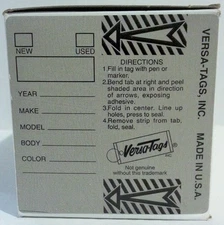 NEW USED
YEAR
MAKE
MODEL
BODY
COLOR
DIRECTIONS
1.Fill in tag with pen or
marker.
2.Bend tab at right and peel
shaded area in direction
of arrows, exposing
adhesive.
3.Fold in center. Line up
holes, press to seal.
4.Remove strip from tab,
fold, seal.
Versa-Tags
Not genuine
without this trademark
VERSA-TAGS, INC.
MADE IN U.S.A.